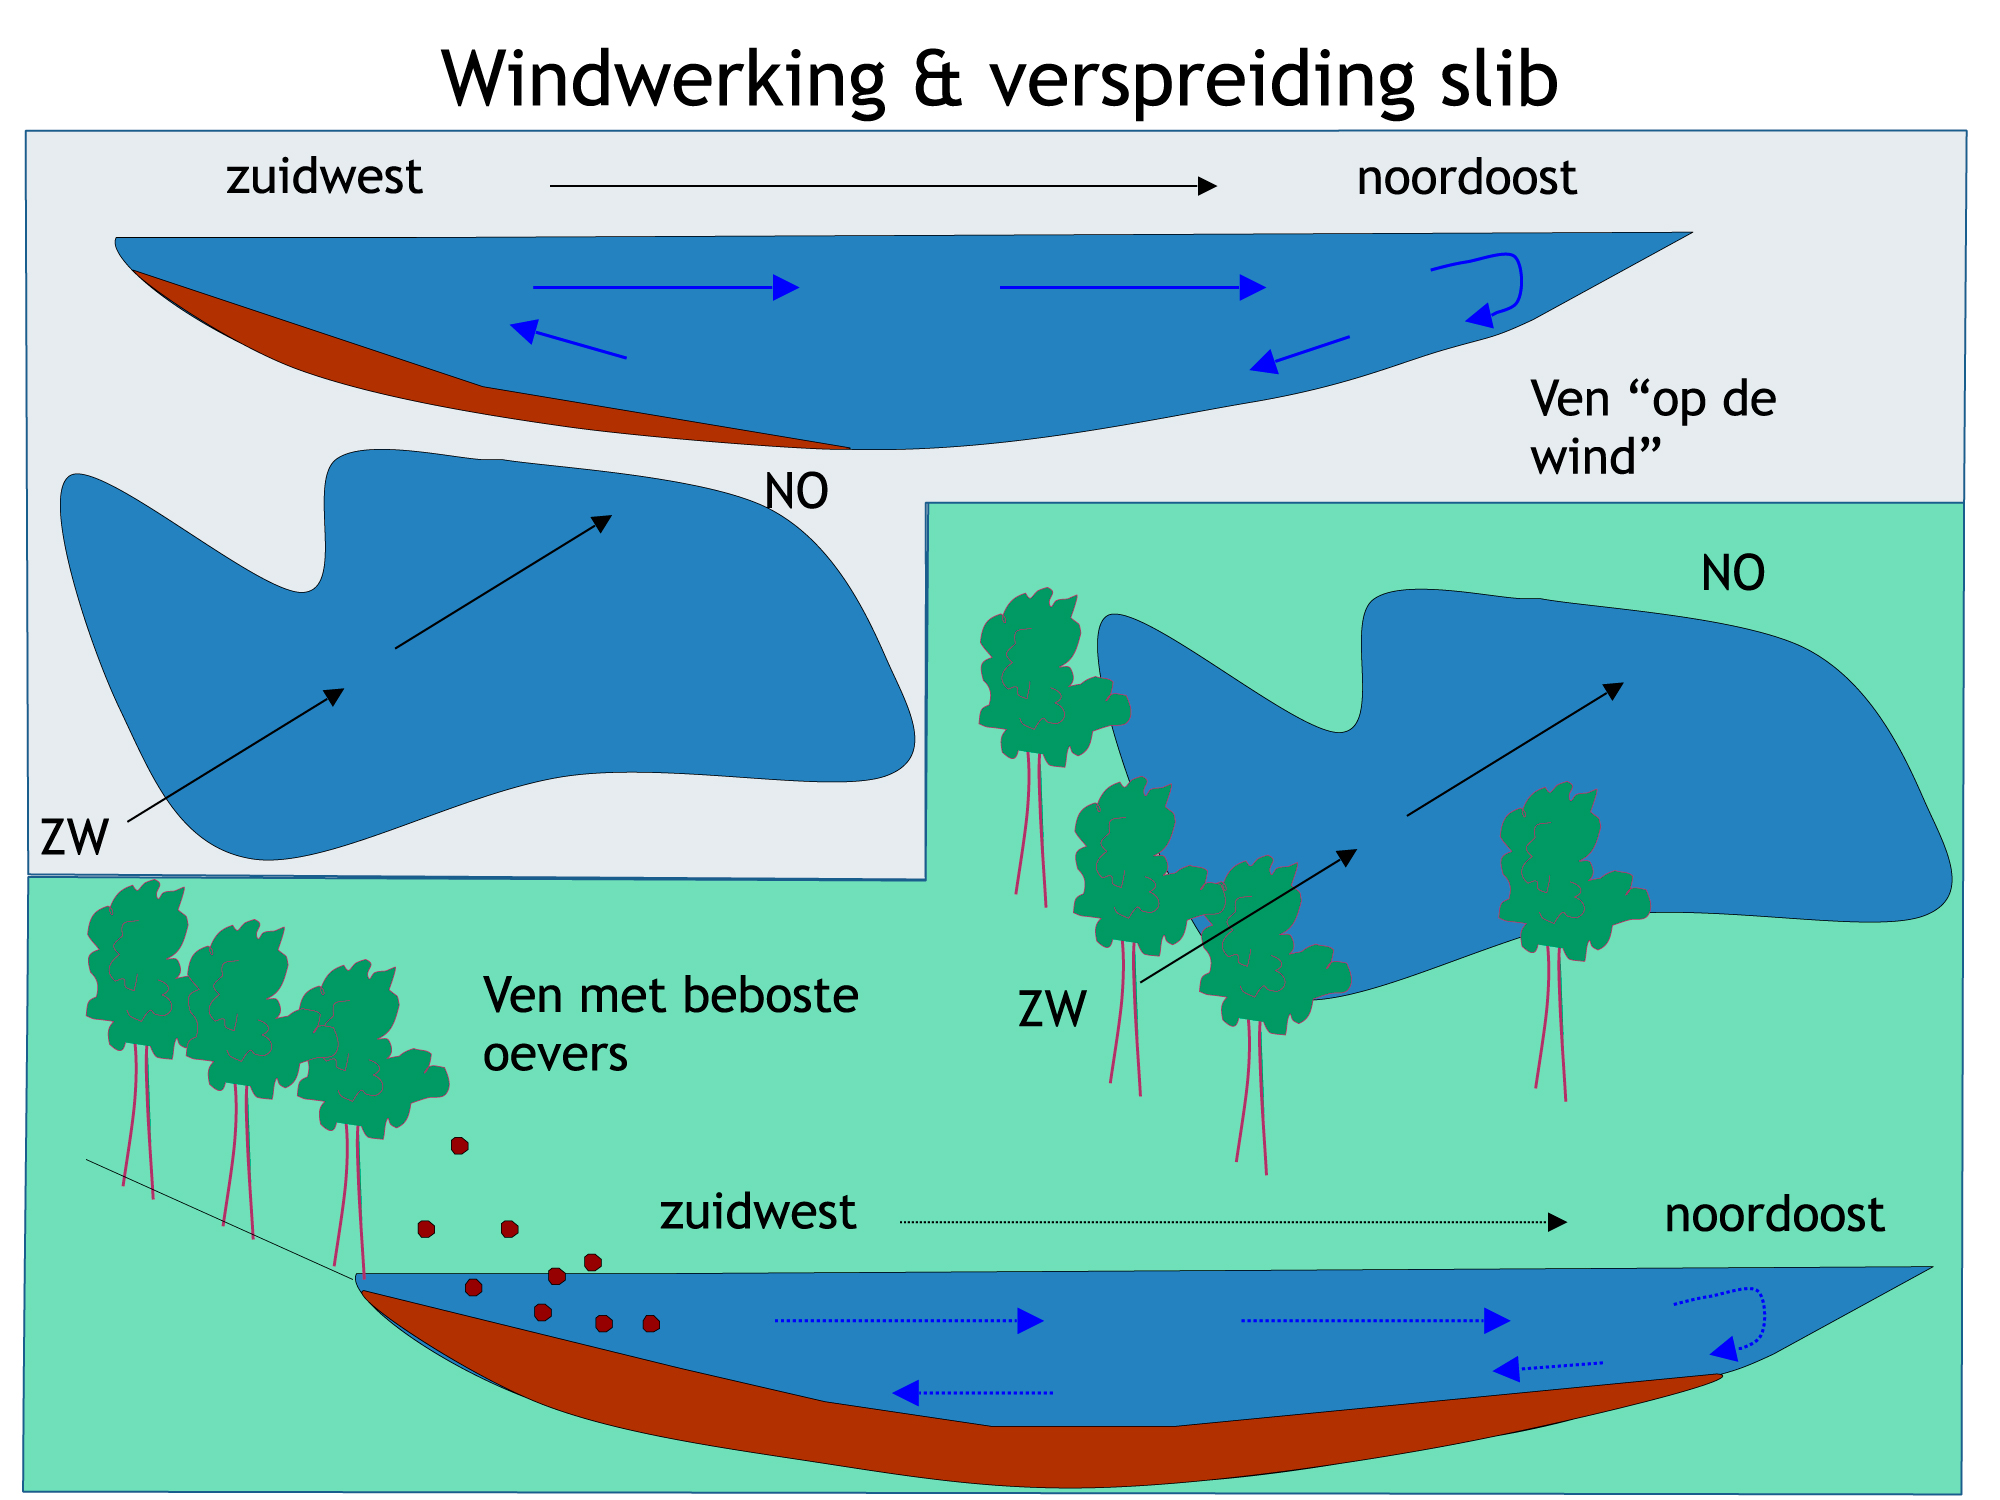 Windwerking & verspreiding slib
zuidwest
noordoost
Ven “op de
wind”
NO
ZW
NO
ZW
Ven met beboste
oevers
zuidwest
noordoost